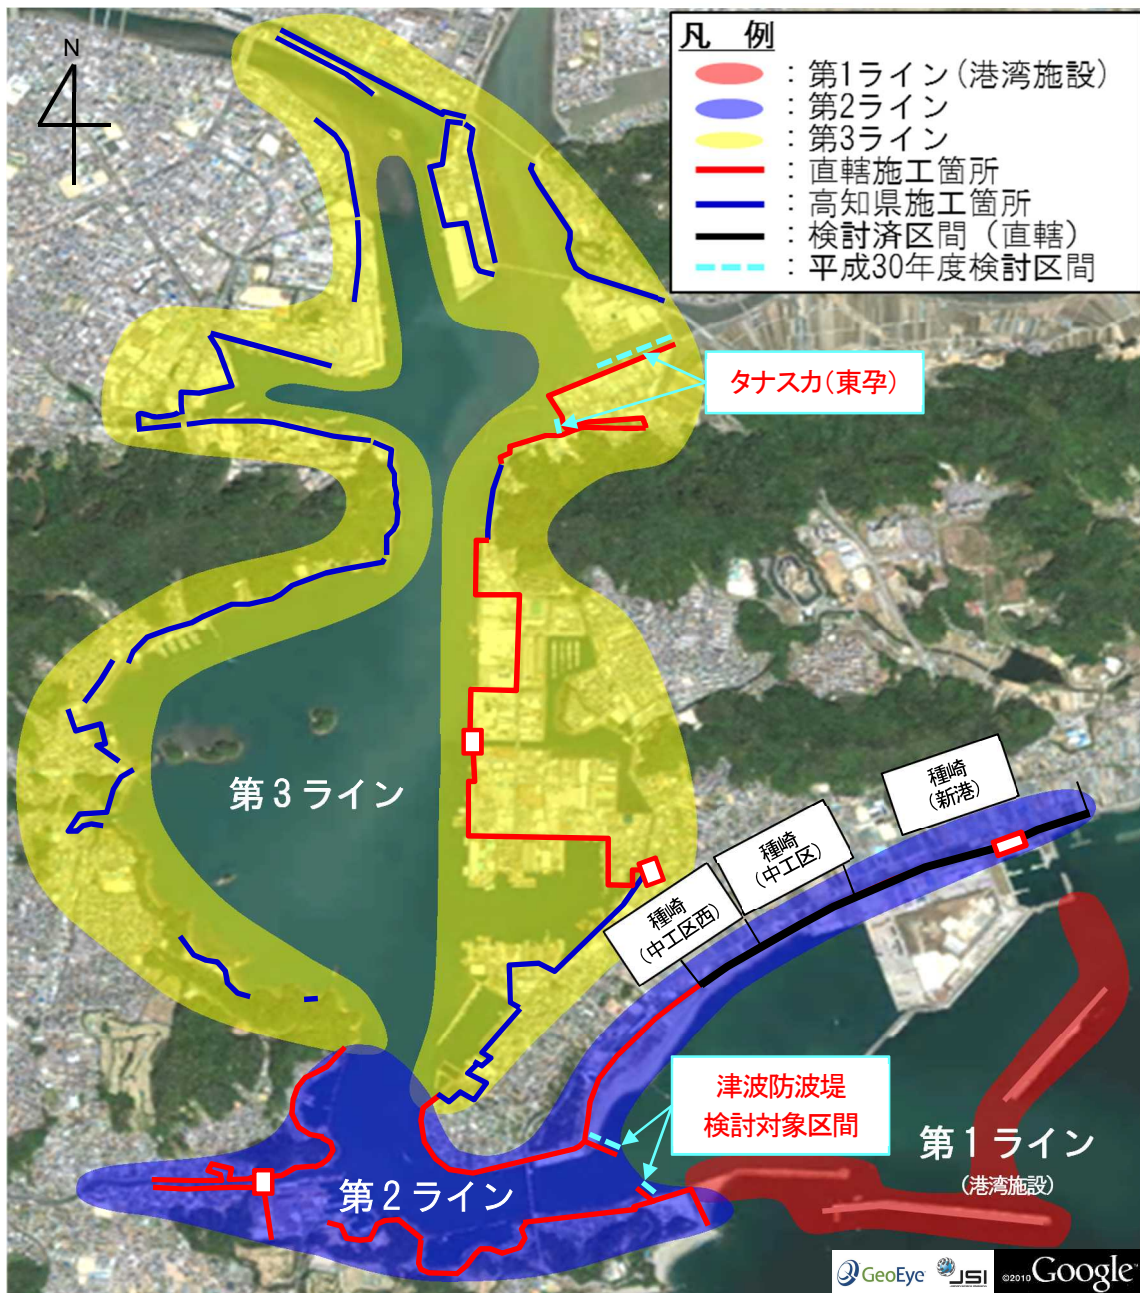 凡 例
：第1ライン(港湾施設)
：第2ライン
：第3ライン
：直轄施工箇所
：高知県施工箇所
：検討済区間（直轄）
：平成30年度検討区間
N
タナスカ(東孕)
第3ライン
種崎
(新港)
種崎
(中工区)
種崎
(中工区西)
津波防波堤
検討対象区間
第1ライン
(港湾施設)
第2ライン
GeoEye
JSI
©2010 Google